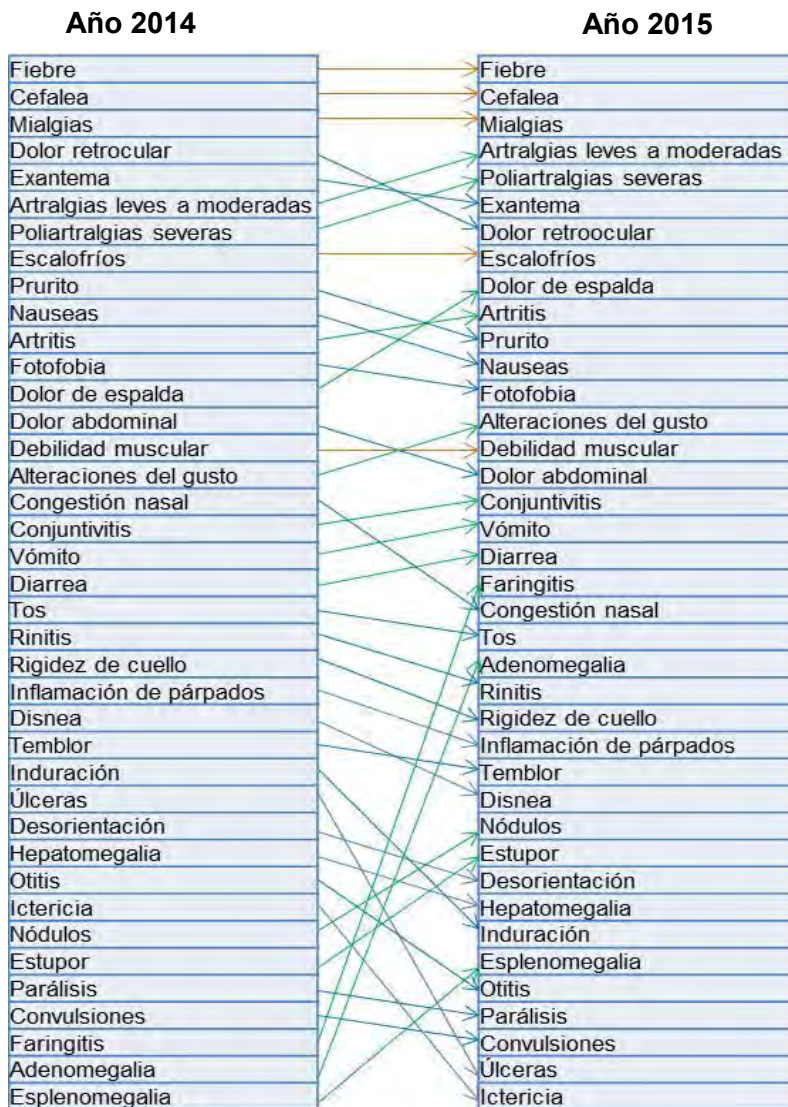 Año 2014
Fiebre
Cefalea
Mialgias
Dolor retrocular
Exantema
Artralgias leves a moderadas
Poliartralgias severas
Escalofríos
Prurito
Nauseas
Artritis
Fotofobia
Dolor de espalda
Dolor abdominal
Debilidad muscular
Alteraciones del gusto
Congestión nasal
Conjuntivitis
Vómito
Diarrea
Tos
Rinitis
Rigidez de cuello
Inflamación de párpados
Disnea
Temblor
Induración
Úlceras
Desorientación
Hepatomegalia
Otitis
Ictericia
Nódulos
Estupor
Parálisis
Convulsiones
Faringitis
Adenomegalia
Esplenomegalia
Año 2015
Fiebre
Cefalea
Mialgias
Artralgias leves a moderadas
Poliartralgias severas
Exantema
Dolor retroocular
Escalofríos
Dolor de espalda
Artritis
Prurito
Nauseas
Fotofobia
Alteraciones del gusto
Debilidad muscular
Dolor abdominal
Conjuntivitis
Vómito
Diarrea
Faringitis
Congestión nasal
Tos
Adenomegalia
Rinitis
Rigidez de cuello
Inflamación de párpados
Temblor
Disnea
Nódulos
Estupor
Desorientación
Hepatomegalia
Induración
Esplenomegalia
Otitis
Parálisis
Convulsiones
Úlceras
Ictericia